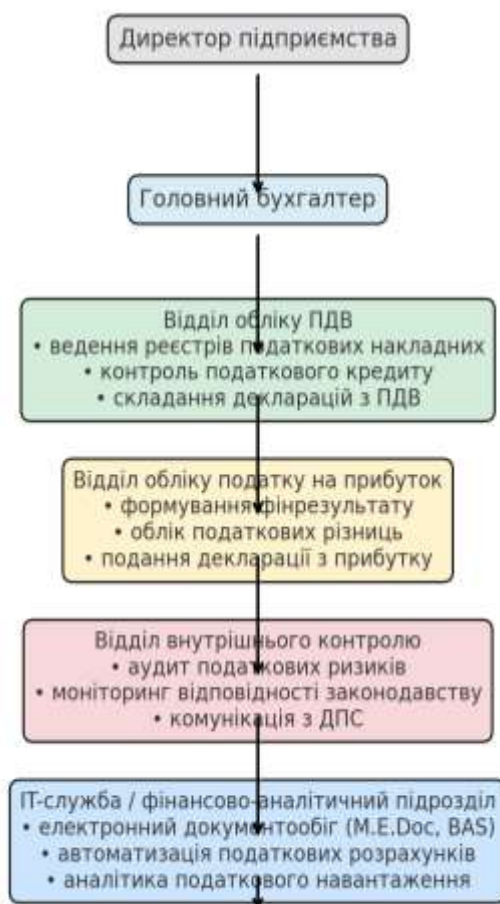 Директор підприємства
Головний бухгалтер
Відділ обліку ПДВ
• ведення реєстрів податкових накладних
• контроль податкового кредиту
• складання декларацій з ПДВ
Відділ обліку податку на прибуток
• формування фінрезультату
• облік податкових різниць
• подання декларації з прибутку
Відділ внутрішнього контролю
• аудит податкових ризиків
• моніторинг відповідності законодавству
• комунікація з ДПС
ІТ-служба / фінансово-аналітичний підрозділ
• електронний документообіг (M.E.Doc, BAS)
• автоматизація податкових розрахунків
• аналітика податкового навантаження